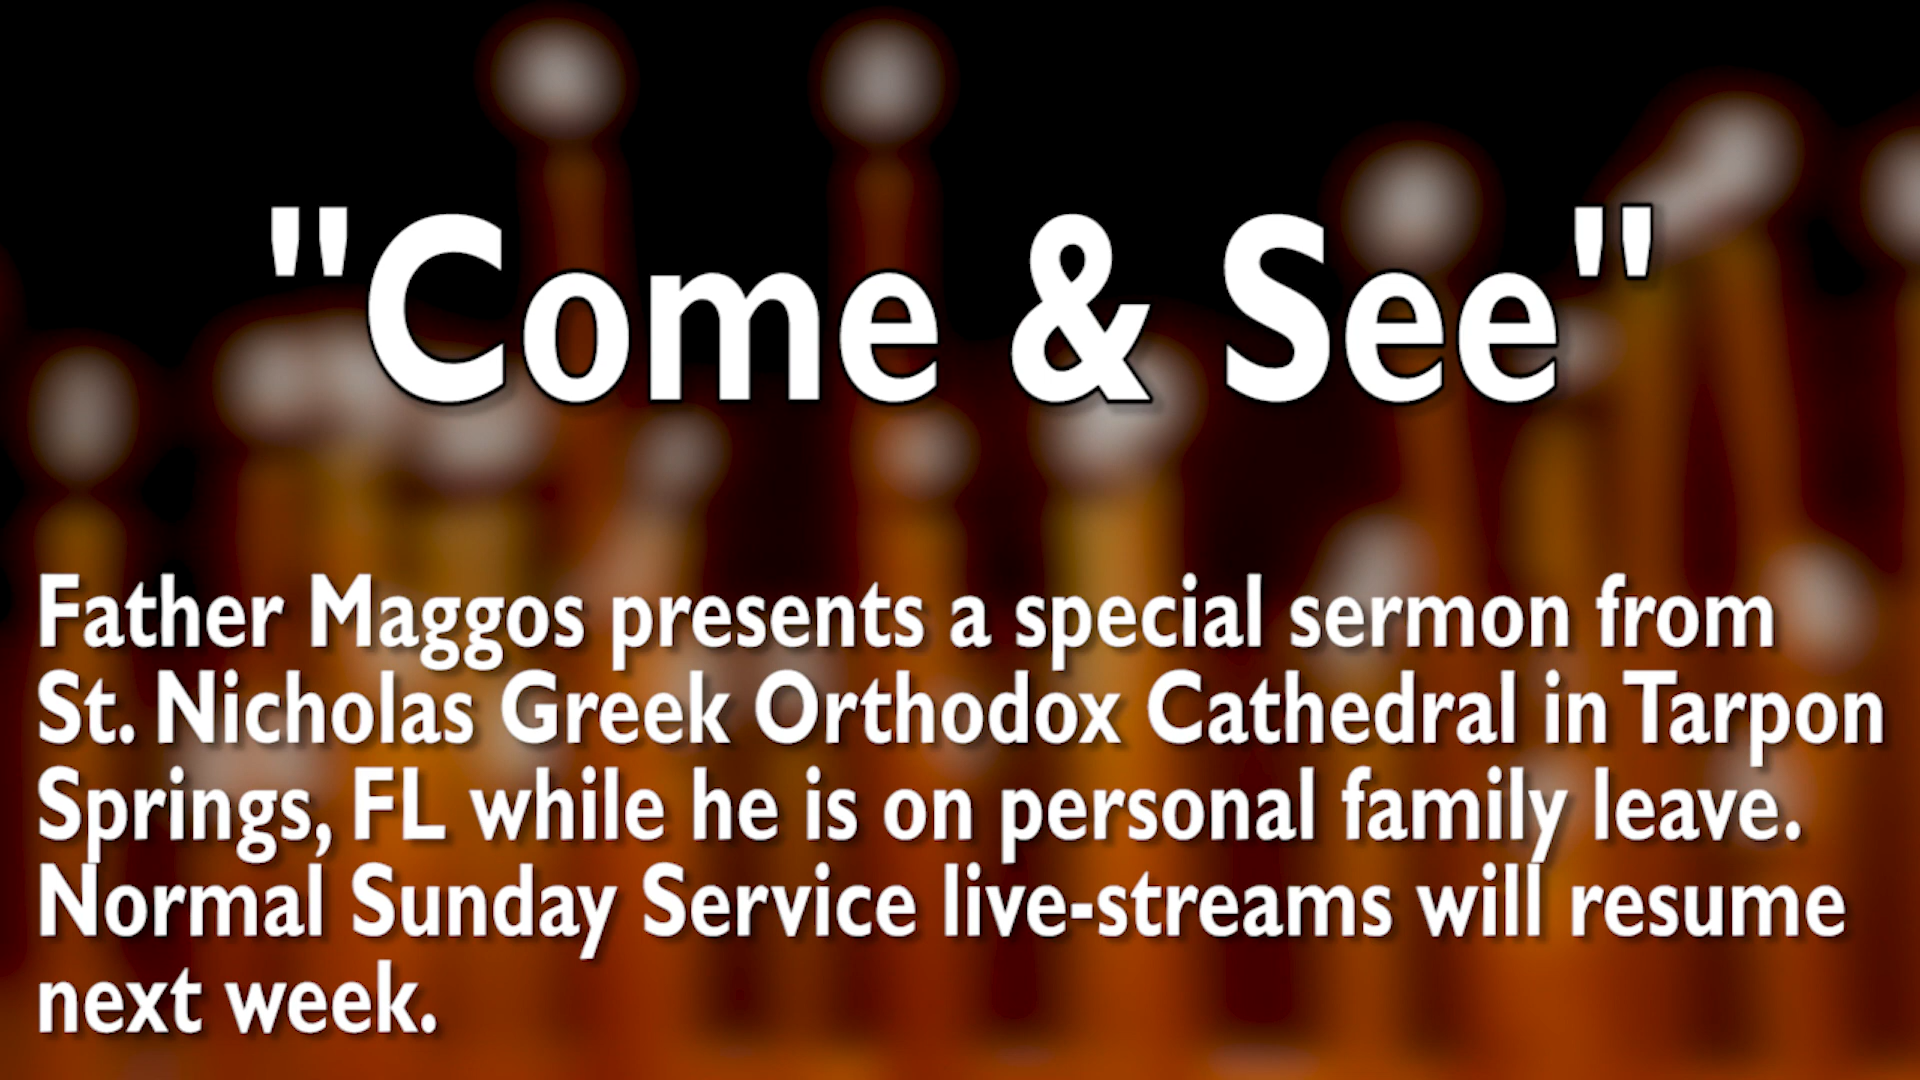 "Come & See"
Father Maggos presents a special sermon from
St. Nicholas Greek Orthodox Cathedral in Tarpon
Springs, FL while he is on personal family leave.
Normal Sunday Service live-streams will resume
next week.